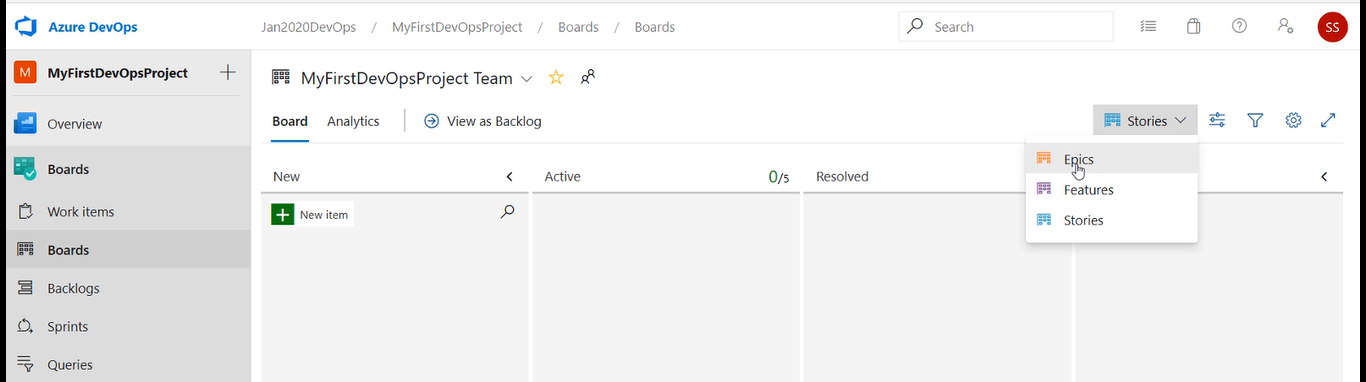 Azure DevOps
Jan2020DevOps / MyFirstDevOpsProject / Boards / Boards
Search
SS
M MyFirstDevOpsProject
Overview
Boards
Work items
Boards
Backlogs
Sprints
Queries
MyFirstDevOpsProject Team
Board Analytics View as Backlog
Stories
Epics
Features
Stories
New
Active 0/5
Resolved
New item